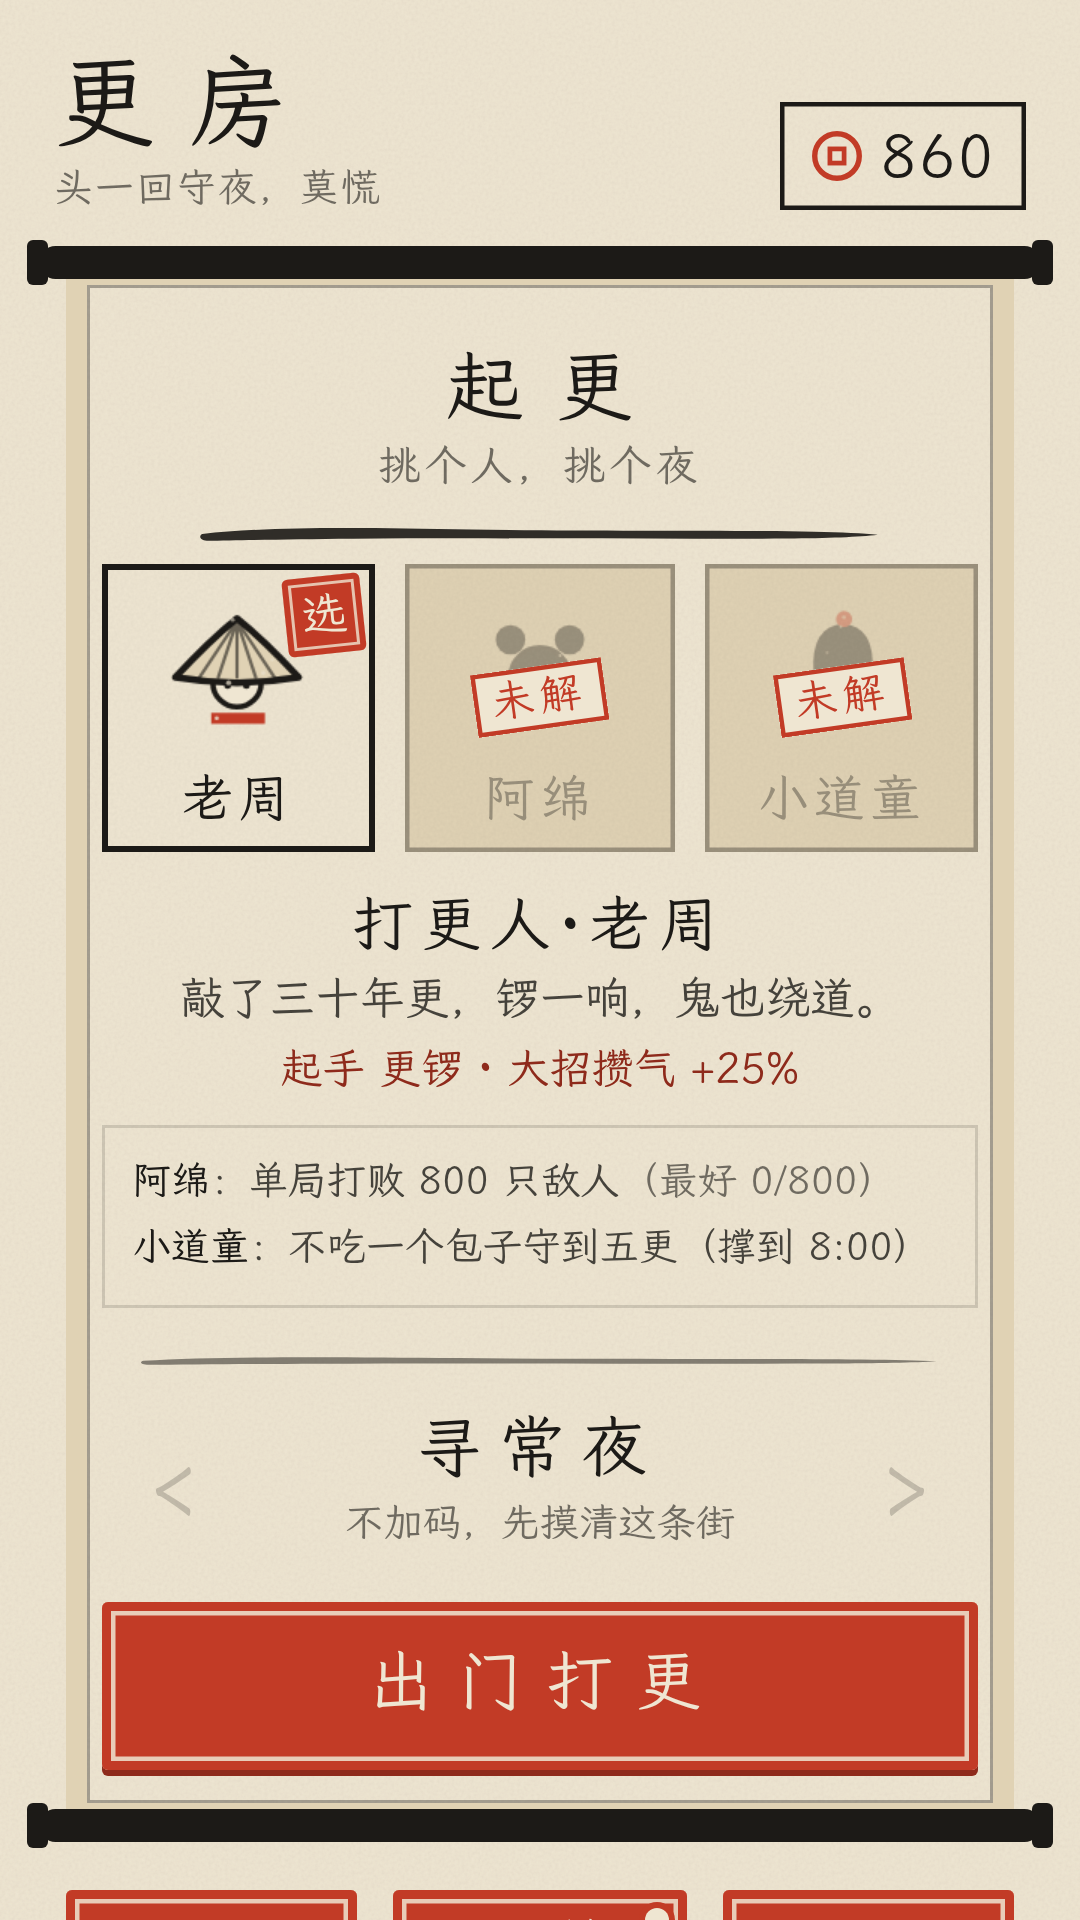 更房
860
头一回守夜，莫慌
起更
挑个人，挑个夜
选
未解
未解
老周
阿绵
小道童
打更人·老周
敲了三十年更，锣一响，鬼也绕道。
起手 更锣·大招攒气 +25%
阿绵：单局打败 800 只敌人（最好 0/800）
小道童：不吃一个包子守到五更（撑到 8:00）
寻常夜
< >
不加码，先摸清这条街
出门打更